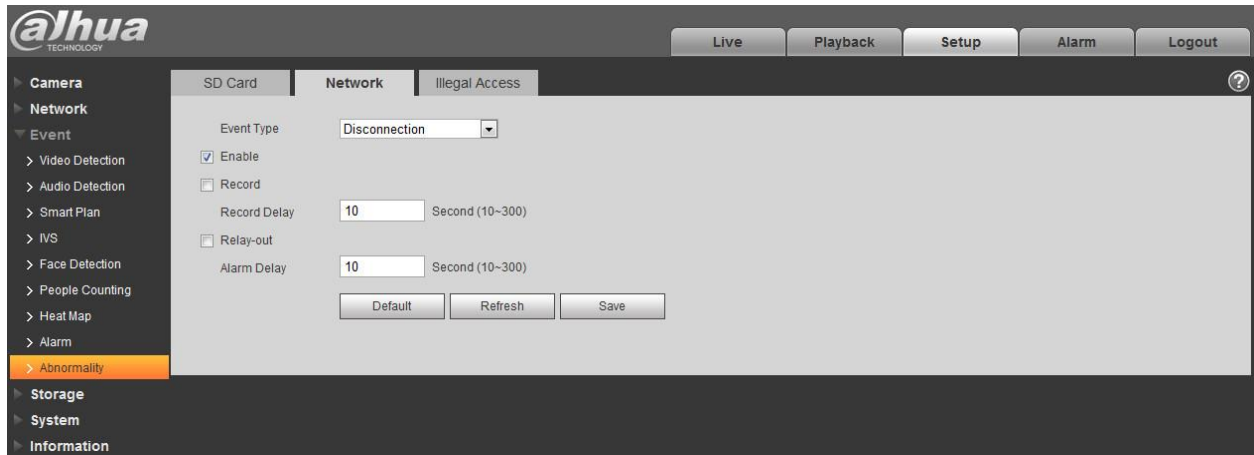 alhua
TECHNOLOGY
Live Playback Setup Alarm Logout
Camera
Network
Event
Video Detection
Audio Detection
Smart Plan
IVS
Face Detection
People Counting
Heat Map
Alarm
Abnormality
Storage
System
Information
SD Card Network Illegal Access ?
Event Type Disconnection
Enable
Record
Record Delay 10 Second (10~300)
Relay-out
Alarm Delay 10 Second (10~300)
Default Refresh Save